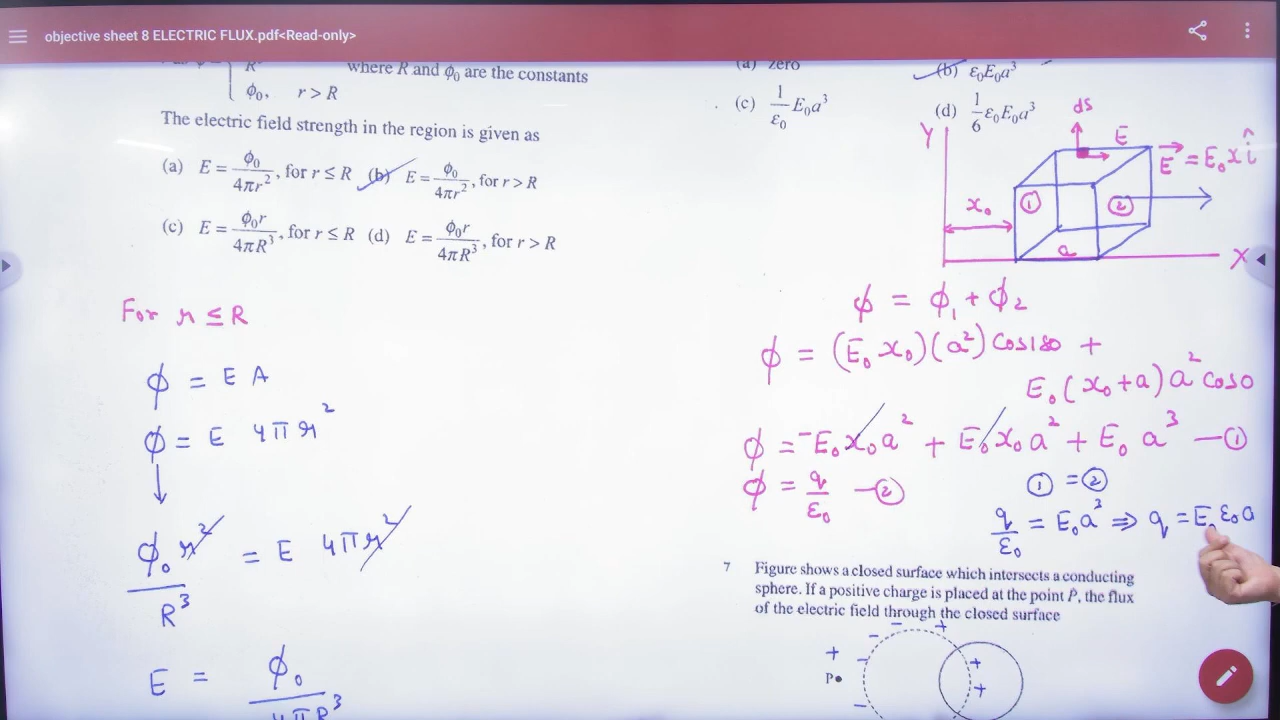 objective sheet 8 ELECTRIC FLUX.pdf<Read-only>
R where R and ϕ₀ are the constants
ϕ₀, r > R
The electric field strength in the region is given as
(a) E = ϕ₀/4πr², for r ≤ R (b) E = ϕ₀/4πr², for r > R
(c) E = ϕ₀r/4πR³, for r ≤ R (d) E = ϕ₀r/4πR³, for r > R
For r ≤ R
ϕ = E A
ϕ = E 4πr²
ϕ₀r²/R³ = E 4πr²
E = ϕ₀/4πR³
(a) zero (b) ε₀E₀a³
(c) 1/ε₀ E₀a³ (d) 1/6 ε₀E₀a³
Y ds E
E⃗ = E₀x î
x₀ ① ②
a X
ϕ = ϕ₁ + ϕ₂
ϕ = (E₀x₀)(a²) cos180 +
E₀(x₀+a)a² cos0
ϕ = -E₀x₀a² + E₀x₀a² + E₀a³ —①
ϕ = q/ε₀ —② ① = ②
q/ε₀ = E₀a³ ⇒ q = E₀ε₀a
7 Figure shows a closed surface which intersects a conducting
sphere. If a positive charge is placed at the point P, the flux
of the electric field through the closed surface
+ − − − − + + +
P•